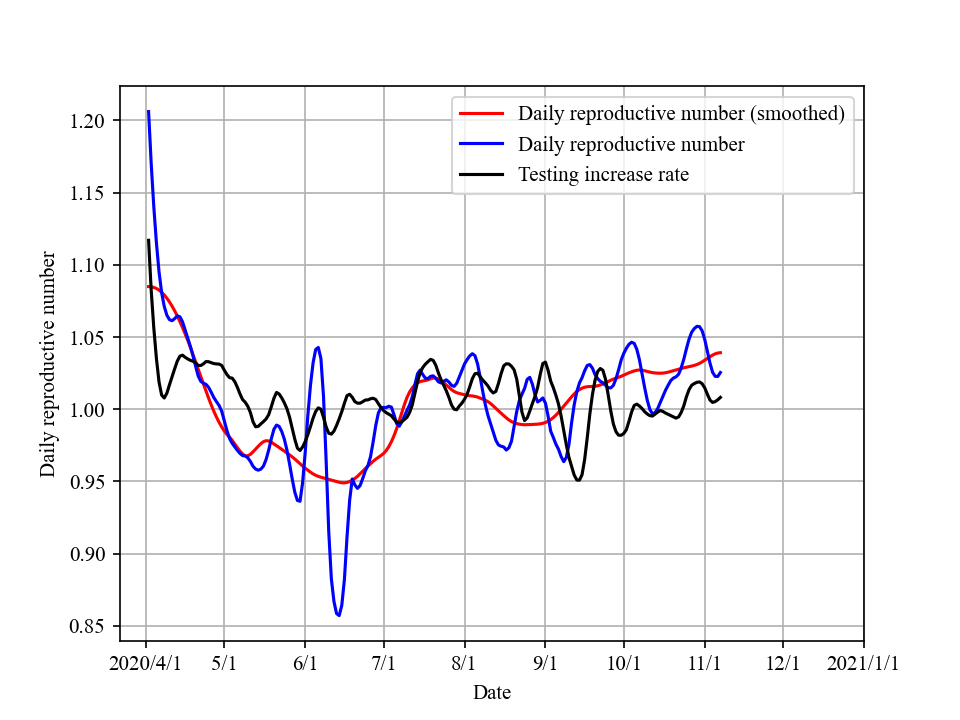 Daily reproductive number (smoothed)
Daily reproductive number
Testing increase rate
Daily reproductive number
1.20
1.15
1.10
1.05
1.00
0.95
0.90
0.85
2020/4/1 5/1 6/1 7/1 8/1 9/1 10/1 11/1 12/1 2021/1/1
Date